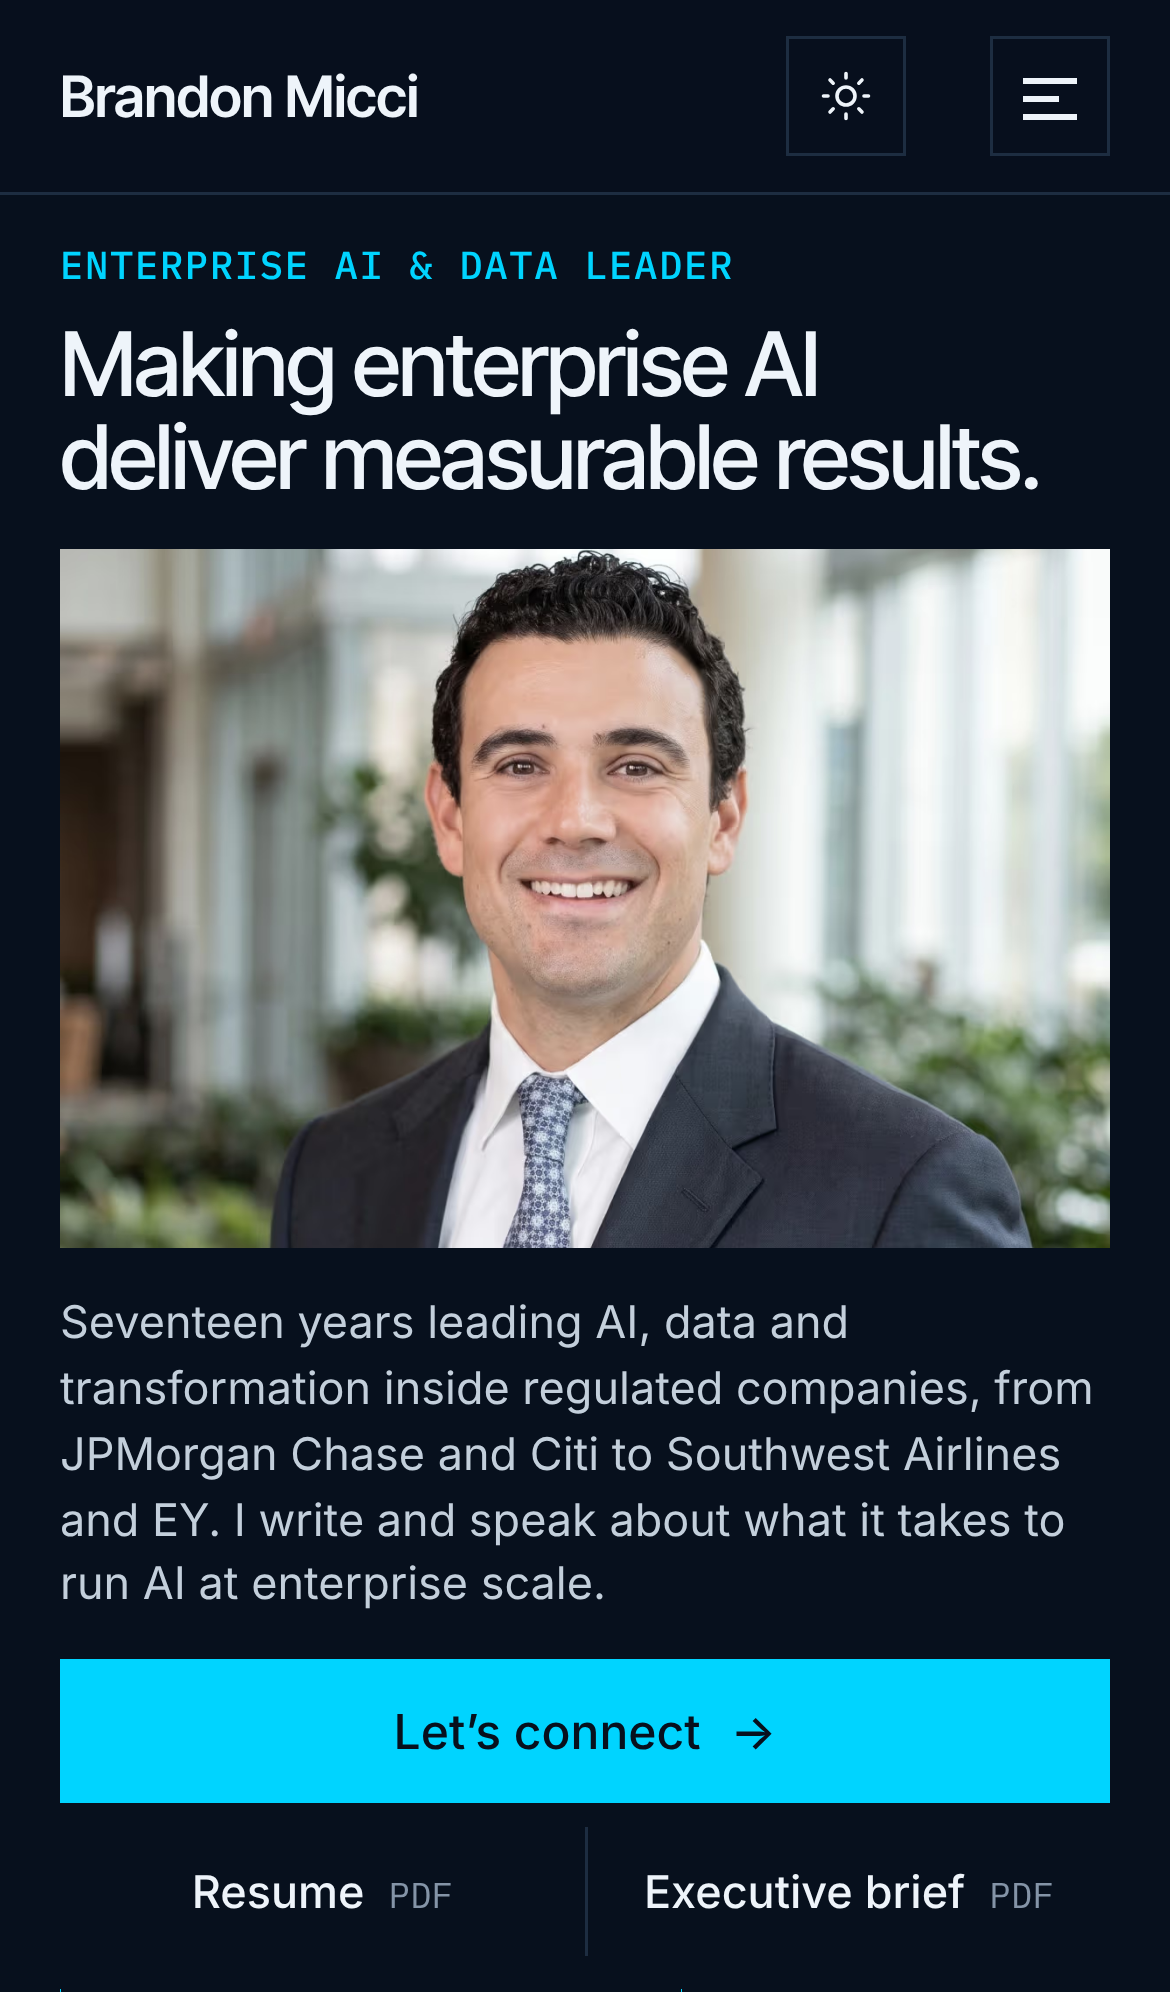 Brandon Micci
ENTERPRISE AI & DATA LEADER
Making enterprise AI
deliver measurable results.
Seventeen years leading AI, data and
transformation inside regulated companies, from
JPMorgan Chase and Citi to Southwest Airlines
and EY. I write and speak about what it takes to
run AI at enterprise scale.
Let’s connect →
Resume PDF
Executive brief PDF